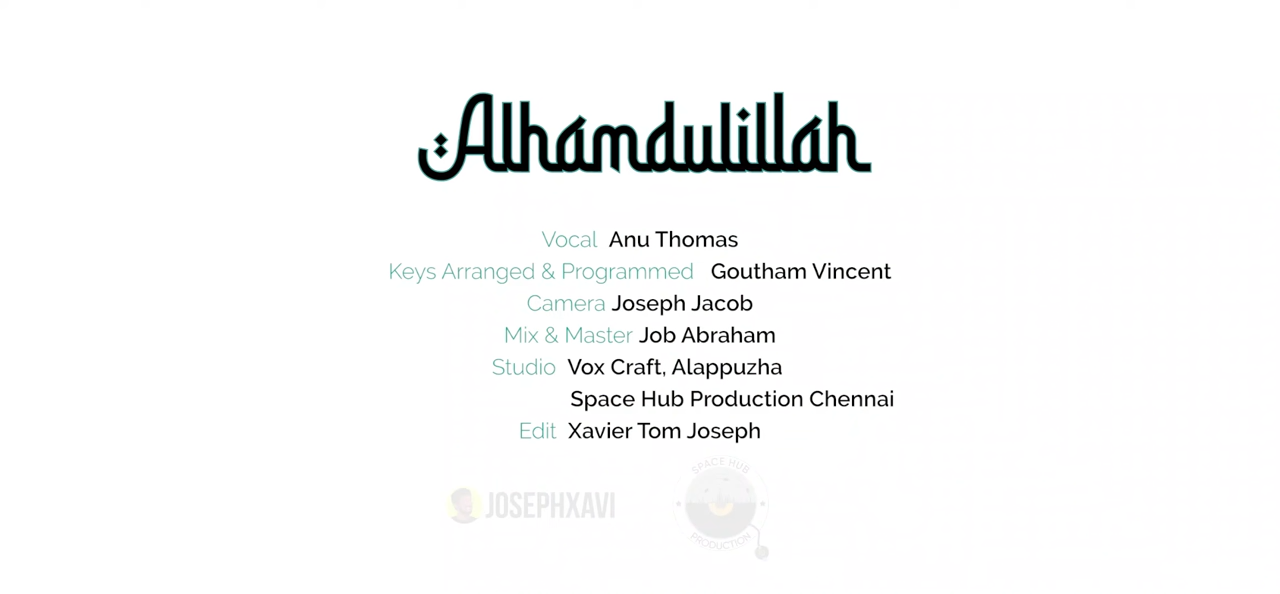 Alhamdulillah
Vocal Anu Thomas
Keys Arranged & Programmed Goutham Vincent
Camera Joseph Jacob
Mix & Master Job Abraham
Studio Vox Craft, Alappuzha
Space Hub Production Chennai
Edit Xavier Tom Joseph
JOSEPHXAVI
SPACE HUB
PRODUCTION